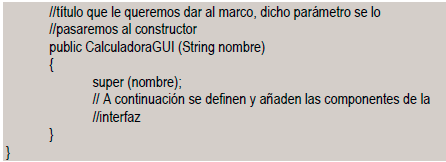 //título que le queremos dar al marco, dicho parámetro se lo
//pasaremos al constructor
public CalculadoraGUI (String nombre)
{
super (nombre);
// A continuación se definen y añaden las componentes de la
//interfaz
}
}